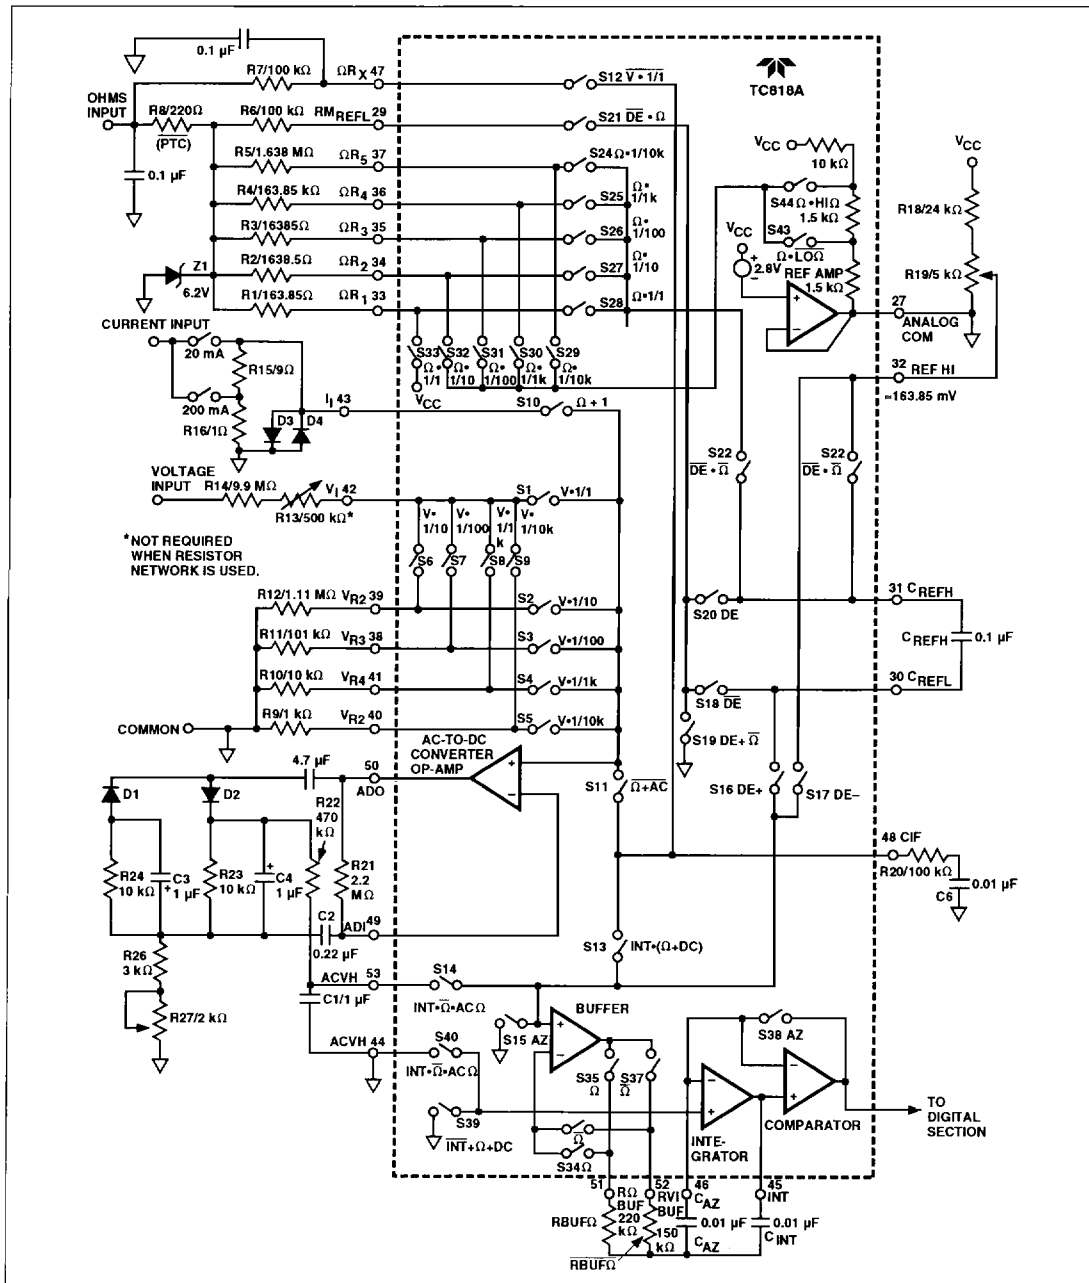 0.1 µF
R7/100 kΩ
ΩRX 47
S12 V • 1/1
TC818A
OHMS
INPUT
R8/220Ω
(PTC)
R6/100 kΩ
RMREFL 29
S21 DE • Ω
R5/1.638 MΩ
ΩR5 37
S24 Ω•1/10k
VCC
10 kΩ
VCC
0.1 µF
R4/163.85 kΩ
ΩR4 36
S25
Ω•
1/1k
S44 Ω•HIΩ
1.5 kΩ
R18/24 kΩ
R3/16385Ω
ΩR3 35
S26
Ω•
1/100
S43
Ω•LOΩ
VCC
2.8V
REF AMP
1.5 kΩ
R19/5 kΩ
Z1
6.2V
R2/1638.5Ω
ΩR2 34
S27
Ω•
1/10
R1/163.85Ω
ΩR1 33
S28
Ω•1/1
27
ANALOG
COM
CURRENT INPUT
20 mA
R15/9Ω
S33
Ω•
1/1
S32
Ω•
1/10
S31
Ω•
1/100
S30
Ω•
1/1k
S29
Ω•
1/10k
VCC
32
REF HI
≈163.85 mV
200 mA
R16/1Ω
D3
D4
II 43
S10
Ω + 1
S22
DE • Ω
S22
DE • Ω
VOLTAGE
INPUT
R14/9.9 MΩ
R13/500 kΩ*
VI 42
S1
V•1/1
V•
1/10
V•
1/100
V•
1/1
k
V•
1/10k
S6
S7
S8
S9
*NOT REQUIRED
WHEN RESISTOR
NETWORK IS USED.
R12/1.11 MΩ
VR2 39
S2
V•1/10
S20 DE
31 CREFH
CREFH
0.1 µF
R11/101 kΩ
VR3 38
S3
V•1/100
R10/10 kΩ
VR4 41
S4
V•1/1k
S18 DE
30 CREFL
COMMON
R9/1 kΩ
VR2 40
S5
V•1/10k
S19 DE+ Ω
AC-TO-DC
CONVERTER
OP-AMP
4.7 µF
50
ADO
S11
Ω+AC
S16 DE+
S17 DE–
D1
D2
R22
470
kΩ
48 CIF
R20/100 kΩ
C6
0.01 µF
R24
10 kΩ
C3
1 µF
R23
10 kΩ
C4
1 µF
R21
2.2
MΩ
C2
0.22 µF
ADI 49
S13
INT•(Ω+DC)
R26
3 kΩ
ACVH
53
S14
INT•Ω•ACΩ
C1/1 µF
R27/2 kΩ
S15 AZ
BUFFER
S38 AZ
ACVH 44
S40
INT•Ω•ACΩ
S35
Ω
S37
Ω
S39
INT+Ω+DC
Ω
S34Ω
INTE-
GRATOR
COMPARATOR
TO
DIGITAL
SECTION
51
RΩ
BUF
52
RVI
BUF
46
CAZ
45
INT
RBUFΩ
220
kΩ
150
kΩ
0.01 µF
CAZ
0.01 µF
CINT
RBUFΩ